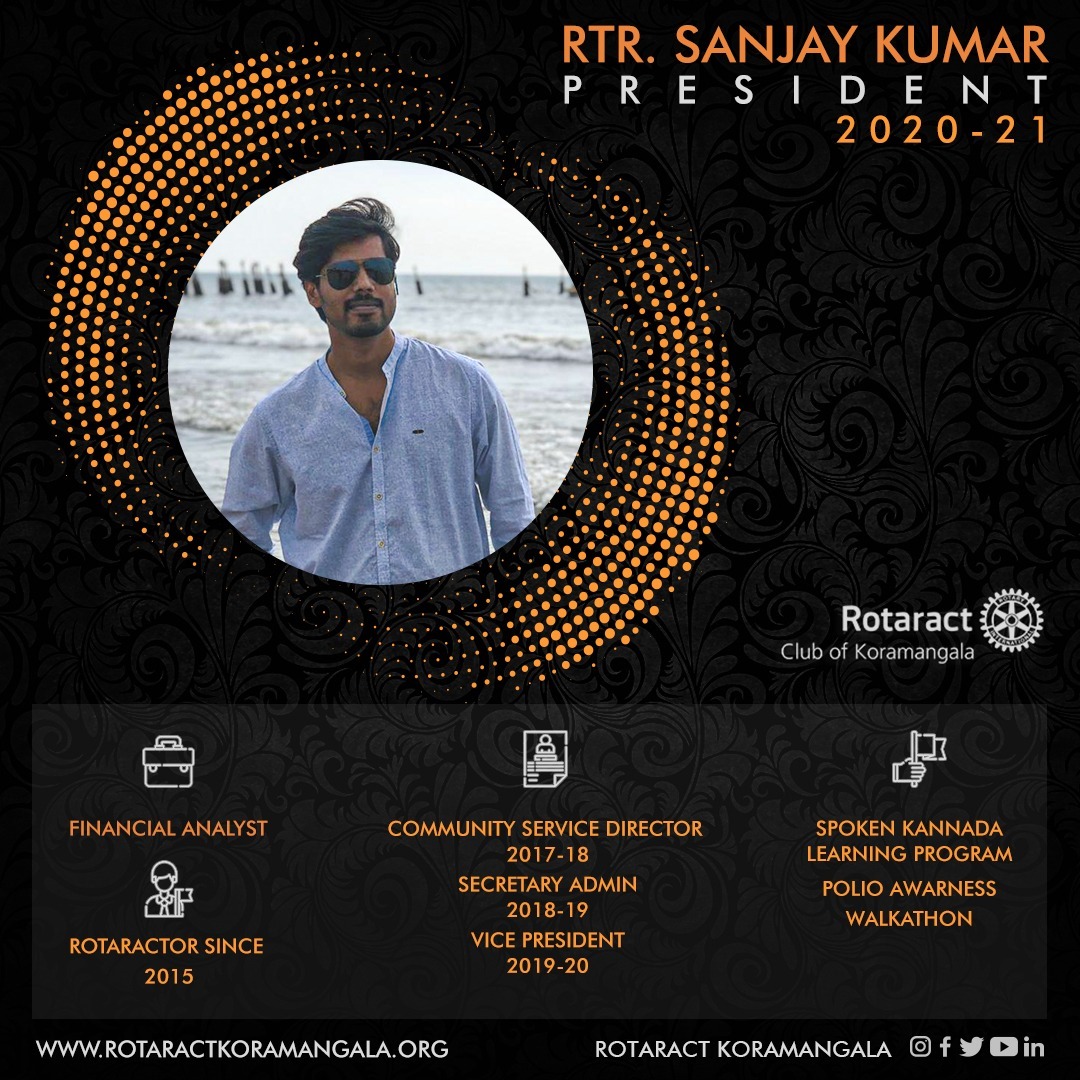 RTR. SANJAY KUMAR
PRESIDENT
2020-21
Rotaract
Club of Koramangala
ROTARY
INTERNATIONAL
FINANCIAL ANALYST
ROTARACTOR SINCE
2015
COMMUNITY SERVICE DIRECTOR
2017-18
SECRETARY ADMIN
2018-19
VICE PRESIDENT
2019-20
SPOKEN KANNADA
LEARNING PROGRAM
POLIO AWARNESS
WALKATHON
WWW.ROTARACTKORAMANGALA.ORG
ROTARACT KORAMANGALA